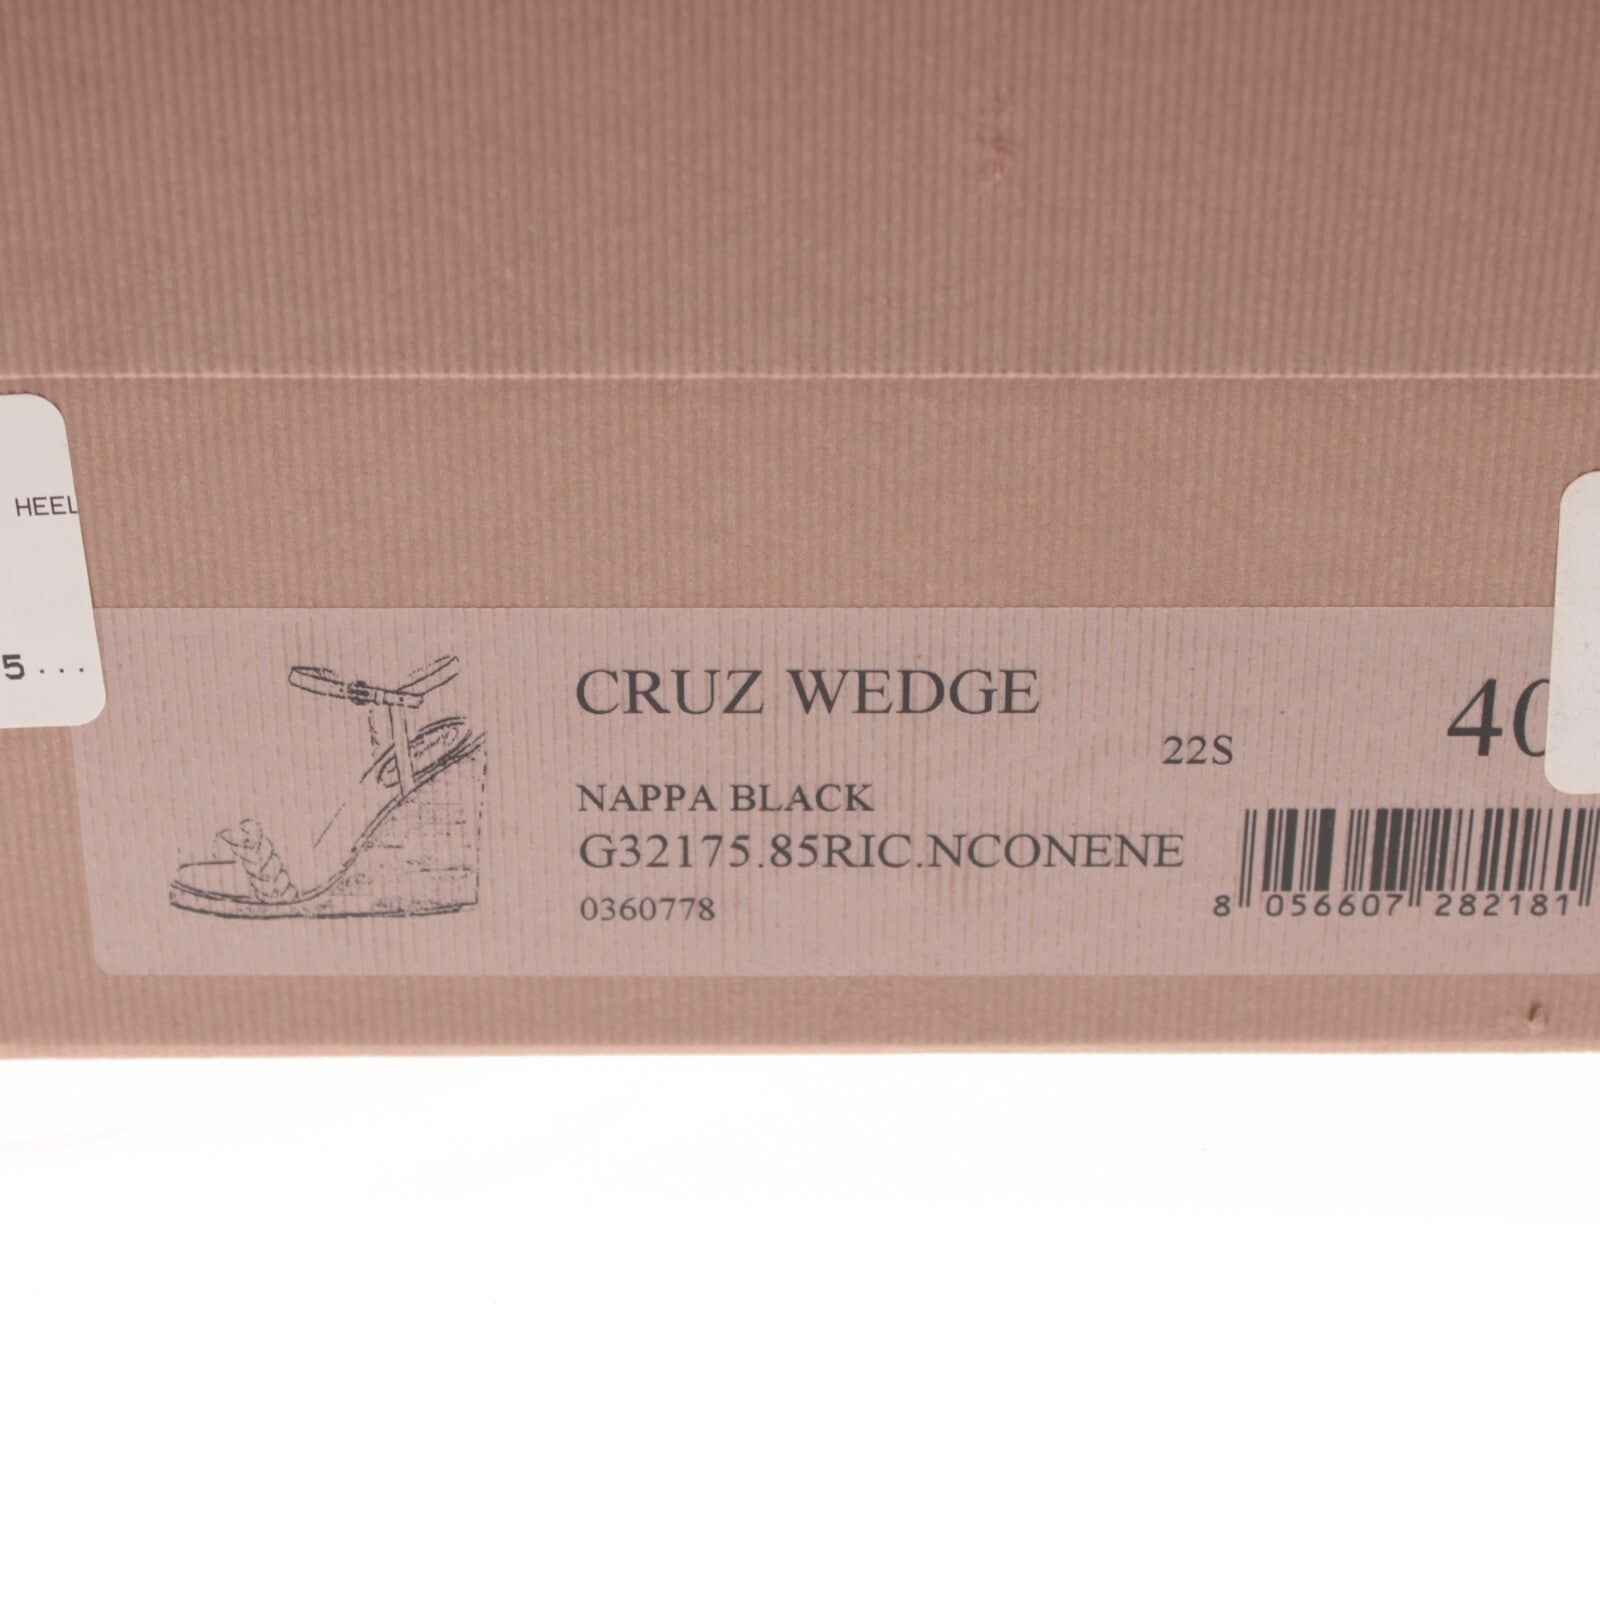 HEEL
5...
CRUZ WEDGE
22S
40
NAPPA BLACK
G32175.85RIC.NCONENE
0360778
8 056607 282181